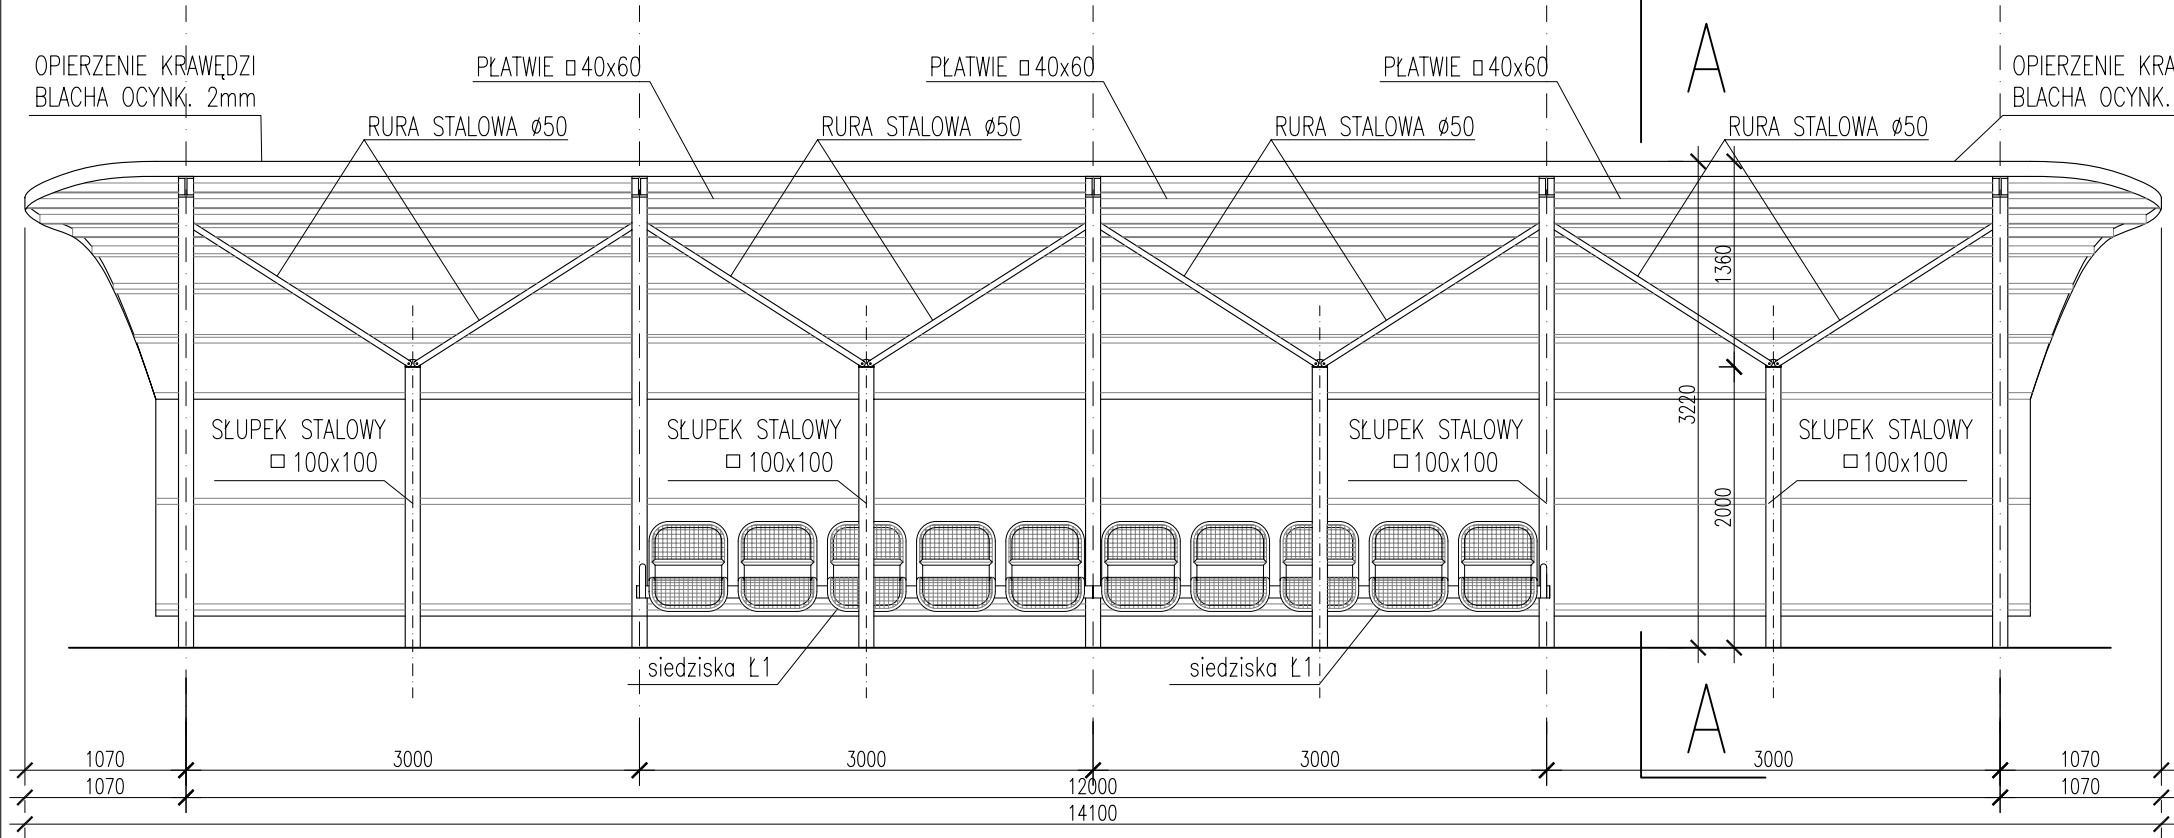 A
OPIERZENIE KRAWĘDZI
BLACHA OCYNK. 2mm
PŁATWIE □ 40x60
PŁATWIE □ 40x60
PŁATWIE □ 40x60
OPIERZENIE KRA
BLACHA OCYNK.
RURA STALOWA ø50
RURA STALOWA ø50
RURA STALOWA ø50
RURA STALOWA ø50
1360
3220
2000
SŁUPEK STALOWY
□ 100x100
SŁUPEK STALOWY
□ 100x100
SŁUPEK STALOWY
□ 100x100
SŁUPEK STALOWY
□ 100x100
siedziska Ł1
siedziska Ł1
A
1070 3000 3000 3000 3000 1070
1070 12000 1070
14100